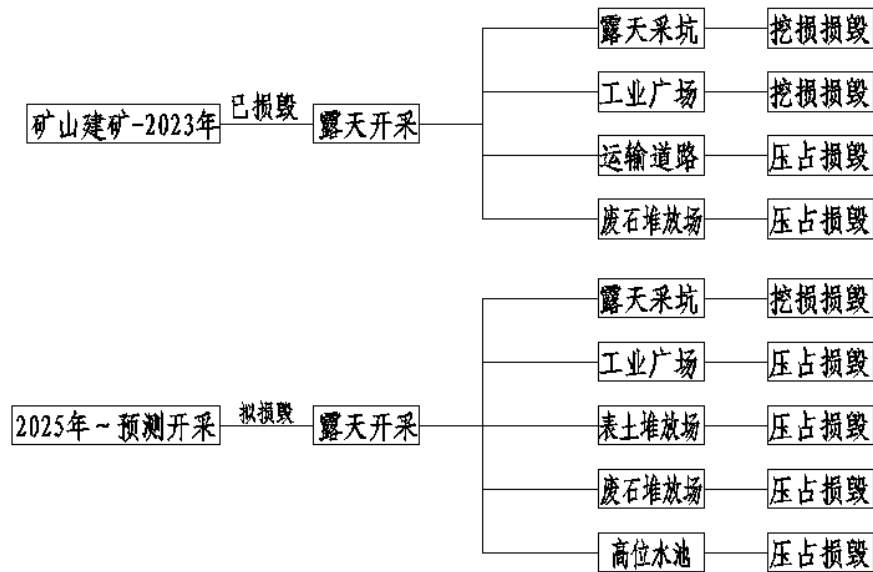 露天采坑 挖损损毁
工业广场 挖损损毁
矿山建矿-2023年 已损毁 露天开采
运输道路 压占损毁
废石堆放场 压占损毁
露天采坑 挖损损毁
工业广场 压占损毁
2025年~预测开采 拟损毁 露天开采 表土堆放场 压占损毁
废石堆放场 压占损毁
高位水池 压占损毁